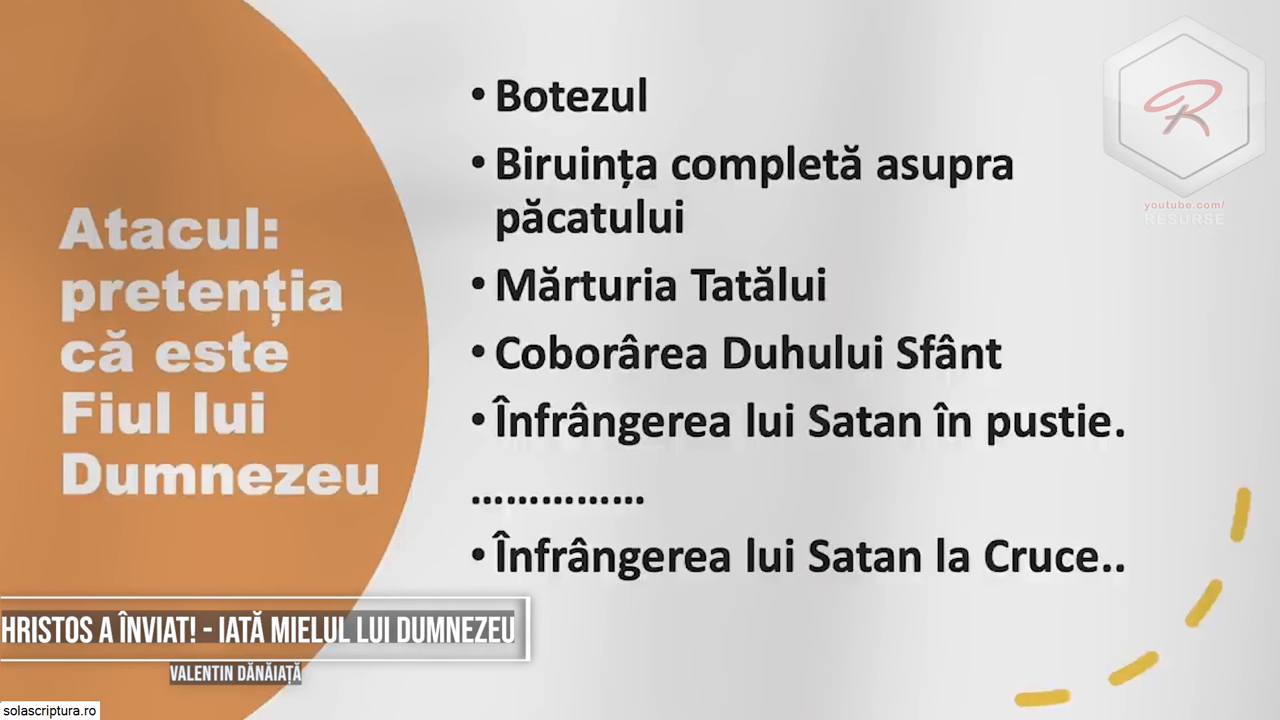 Atacul:
pretenția
că este
Fiul lui
Dumnezeu
• Botezul
• Biruința completă asupra
păcatului
• Mărturia Tatălui
• Coborârea Duhului Sfânt
• Înfrângerea lui Satan în pustie.
……………
• Înfrângerea lui Satan la Cruce..
R
youtube.com/
RESURSE
HRISTOS A ÎNVIAT! - IATĂ MIELUL LUI DUMNEZEU
VALENTIN DĂNĂIAȚĂ
solascriptura.ro